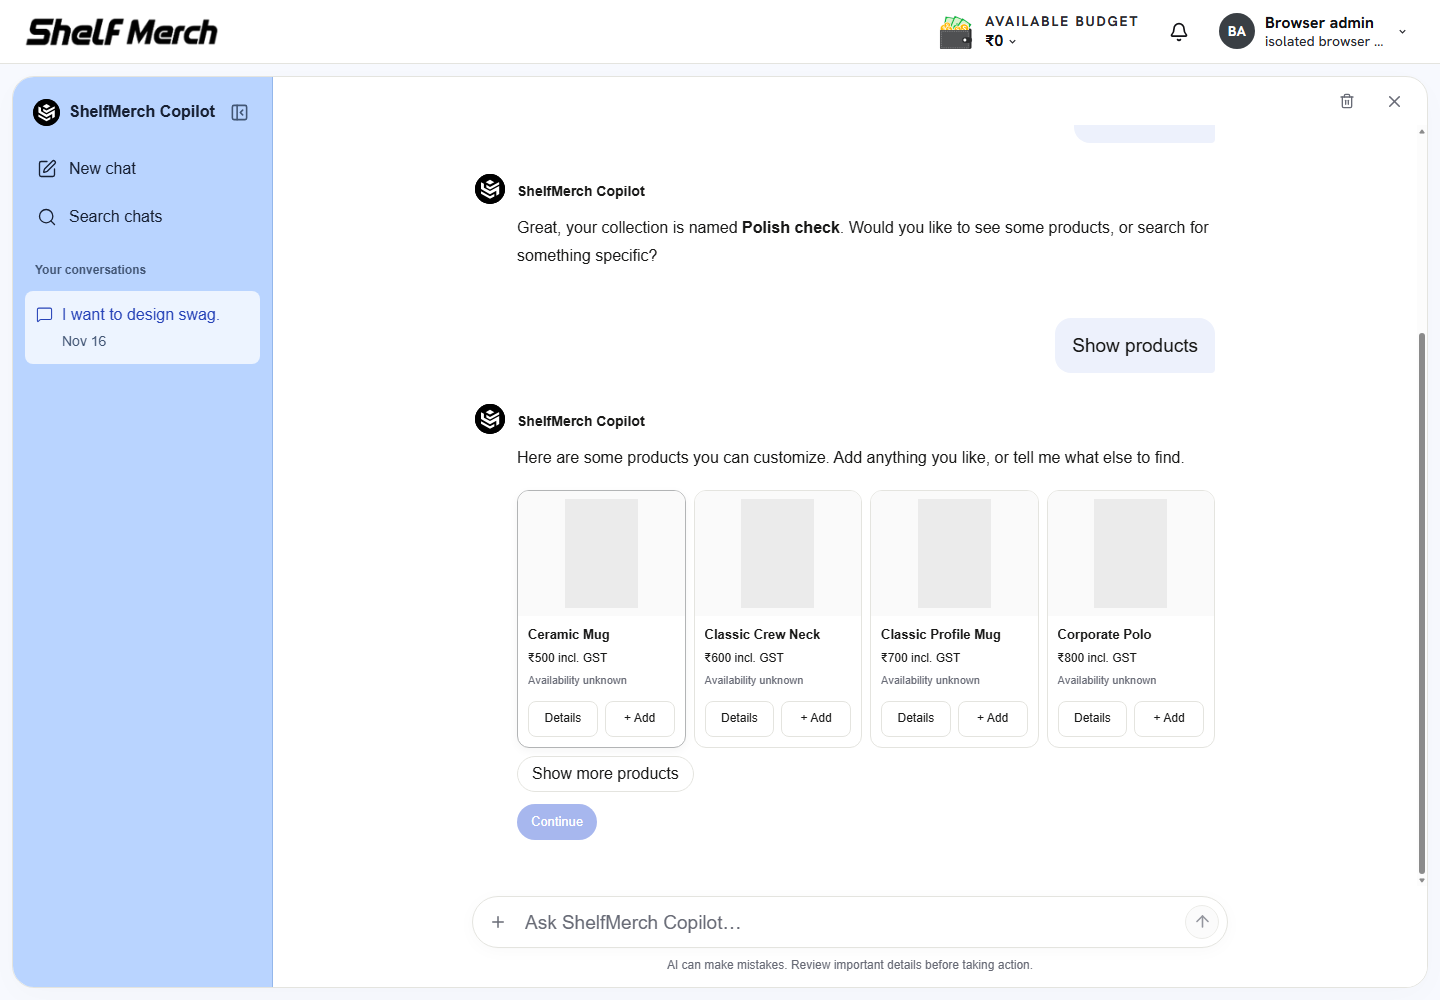 Shelf Merch
AVAILABLE BUDGET
₹0
BA
Browser admin
isolated browser ...
ShelfMerch Copilot
New chat
Search chats
Your conversations
I want to design swag.
Nov 16
ShelfMerch Copilot
Great, your collection is named Polish check. Would you like to see some products, or search for
something specific?
Show products
ShelfMerch Copilot
Here are some products you can customize. Add anything you like, or tell me what else to find.
Ceramic Mug
₹500 incl. GST
Availability unknown
Details
+ Add
Classic Crew Neck
₹600 incl. GST
Availability unknown
Details
+ Add
Classic Profile Mug
₹700 incl. GST
Availability unknown
Details
+ Add
Corporate Polo
₹800 incl. GST
Availability unknown
Details
+ Add
Show more products
Continue
Ask ShelfMerch Copilot…
AI can make mistakes. Review important details before taking action.